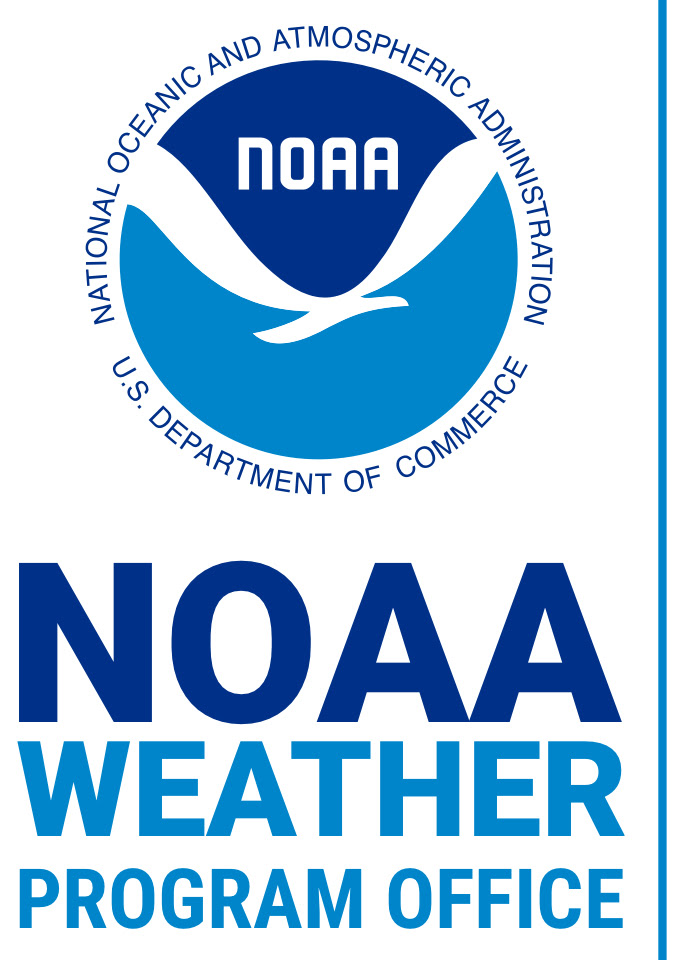 NATIONAL OCEANIC AND ATMOSPHERIC ADMINISTRATION
NOAA
U.S. DEPARTMENT OF COMMERCE
NOAA
WEATHER
PROGRAM OFFICE